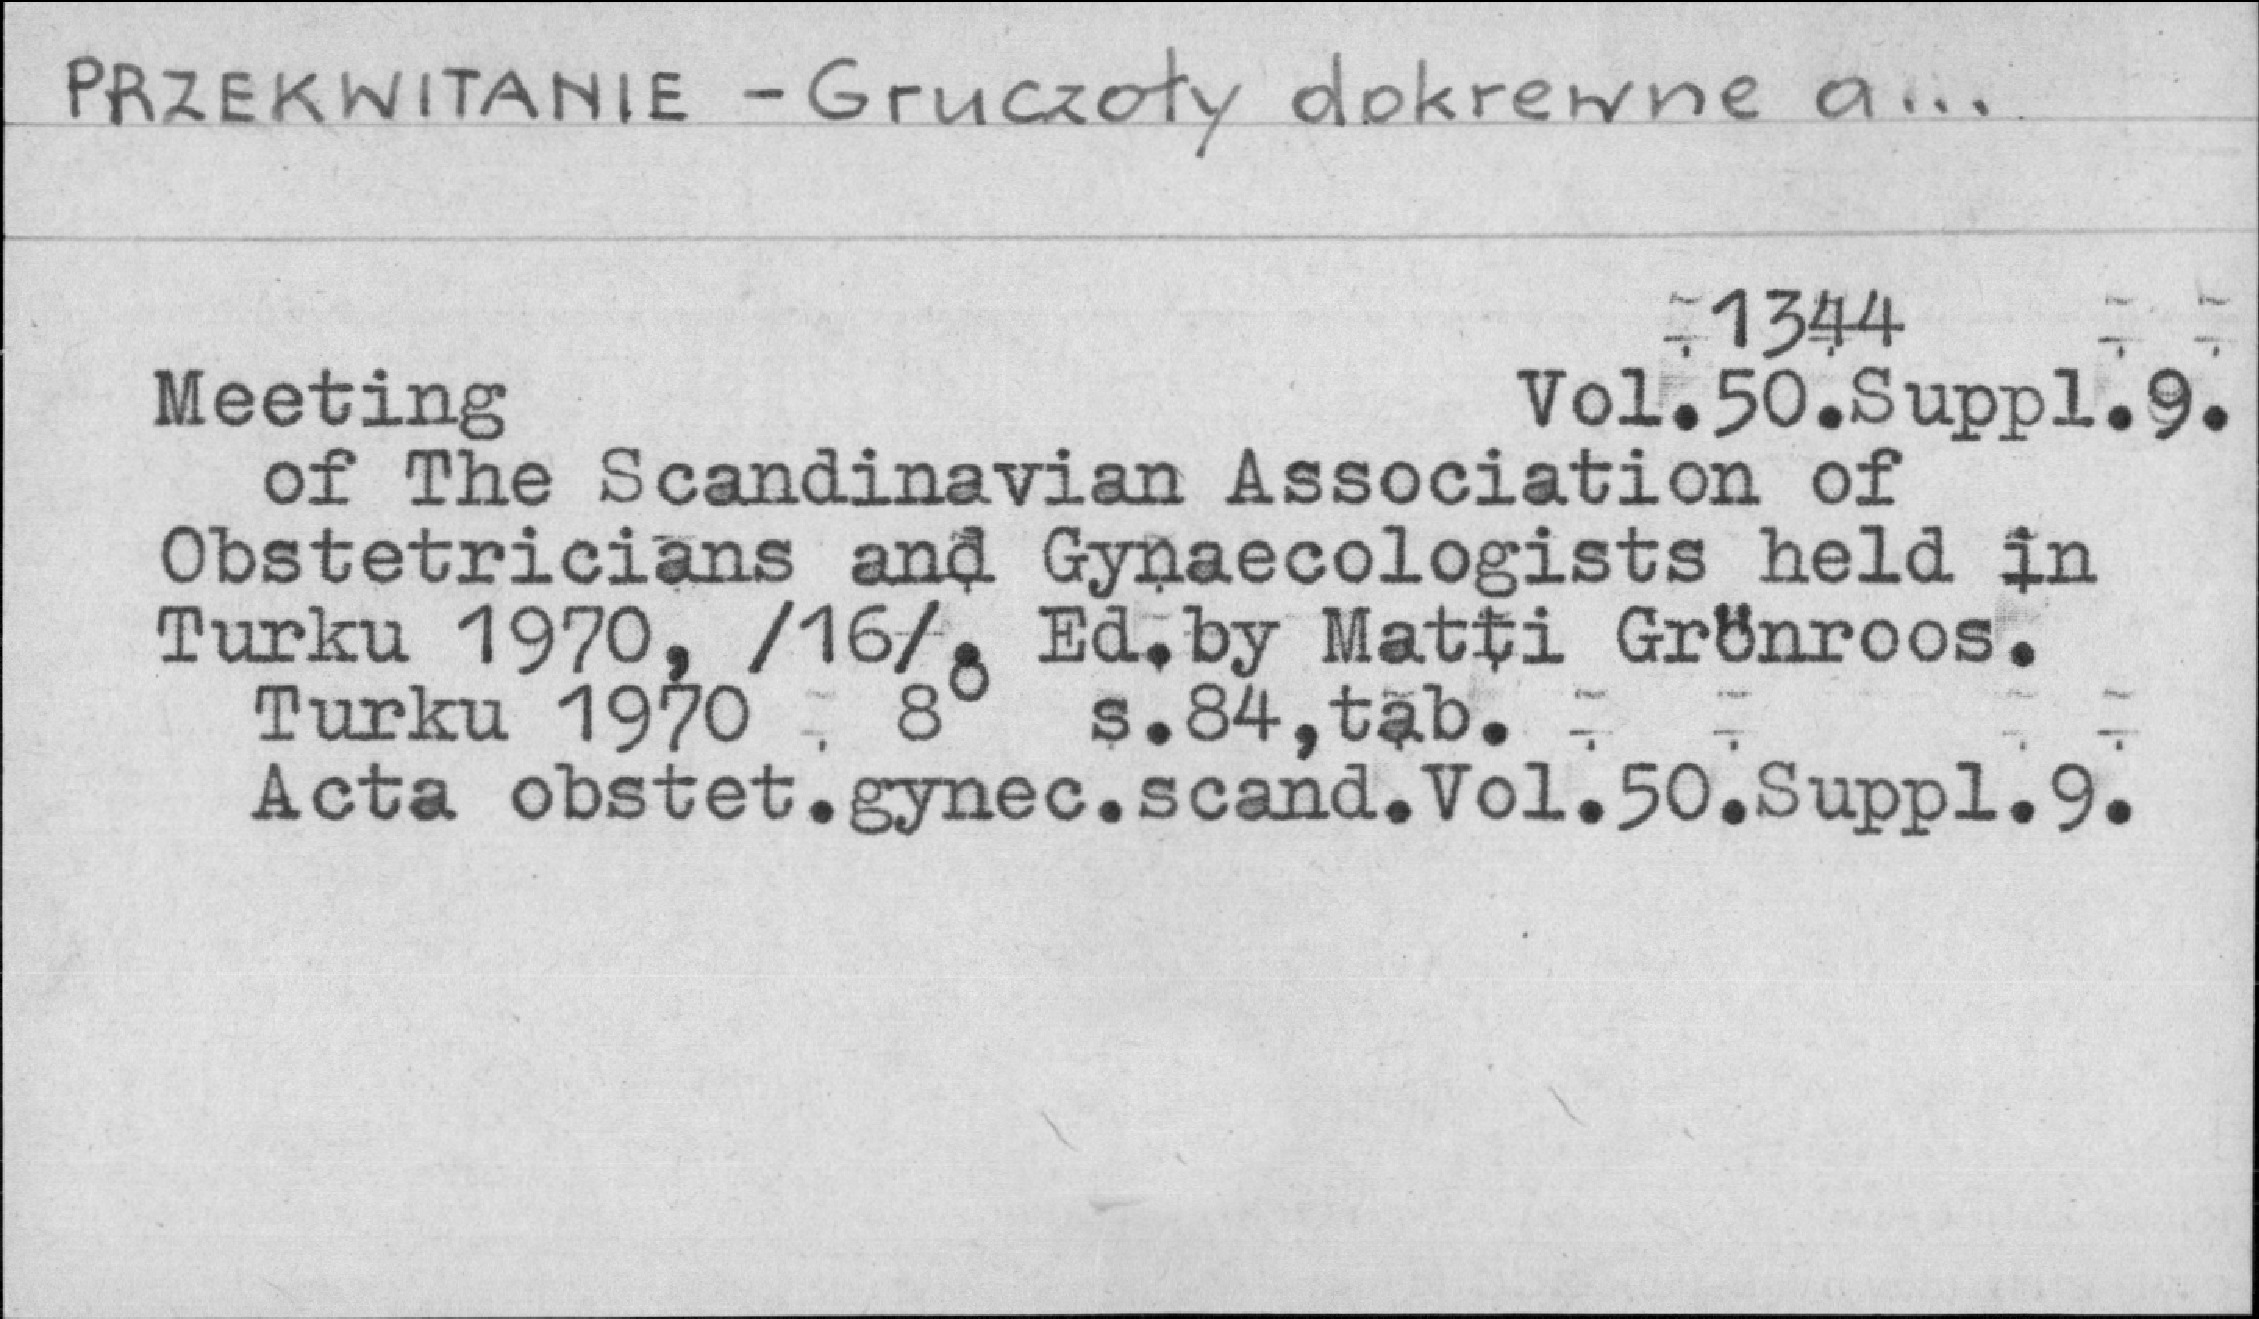 PRZEKWITANIE - Gruczoły dokrewne a...
1344
Meeting Vol.50.Suppl.9.
of The Scandinavian Association of
Obstetricians and Gynaecologists held in
Turku 1970, /16/. Ed.by Matti Grönroos.
Turku 1970 8° s.84,tab.
Acta obstet.gynec.scand.Vol.50.Suppl.9.